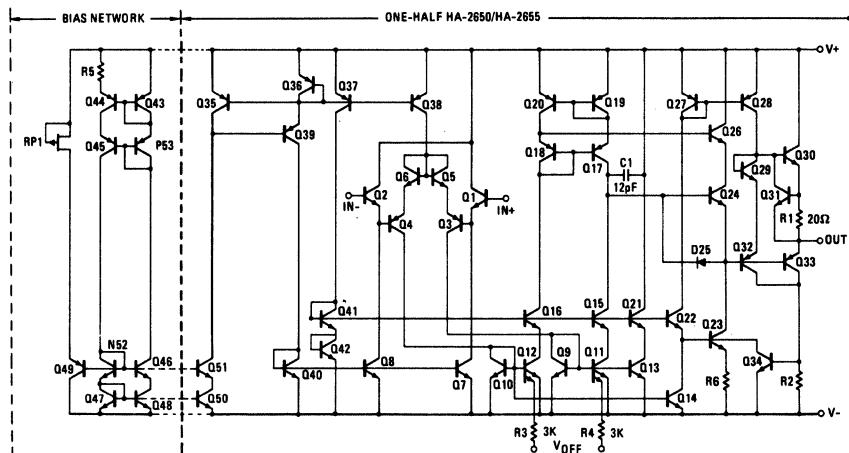 BIAS NETWORK
ONE-HALF HA-2650/HA-2655
V+
R5
Q36
Q37
Q44
Q43
Q35
Q38
Q20
Q19
Q27
Q28
Q39
Q26
RP1
Q45
P53
Q18
Q17
Q29
Q30
Q6
Q5
C1
12pF
Q2
Q1
Q24
Q31
IN-
IN+
R1
20Ω
Q4
Q3
OUT
D25
Q32
Q33
Q41
Q16
Q15
Q21
Q22
N52
Q42
Q23
Q49
Q46
Q51
Q40
Q8
Q7
Q10
Q12
Q9
Q11
Q13
Q34
Q47
Q48
Q50
R6
R2
Q14
V-
R3
3K
R4
3K
VOFF